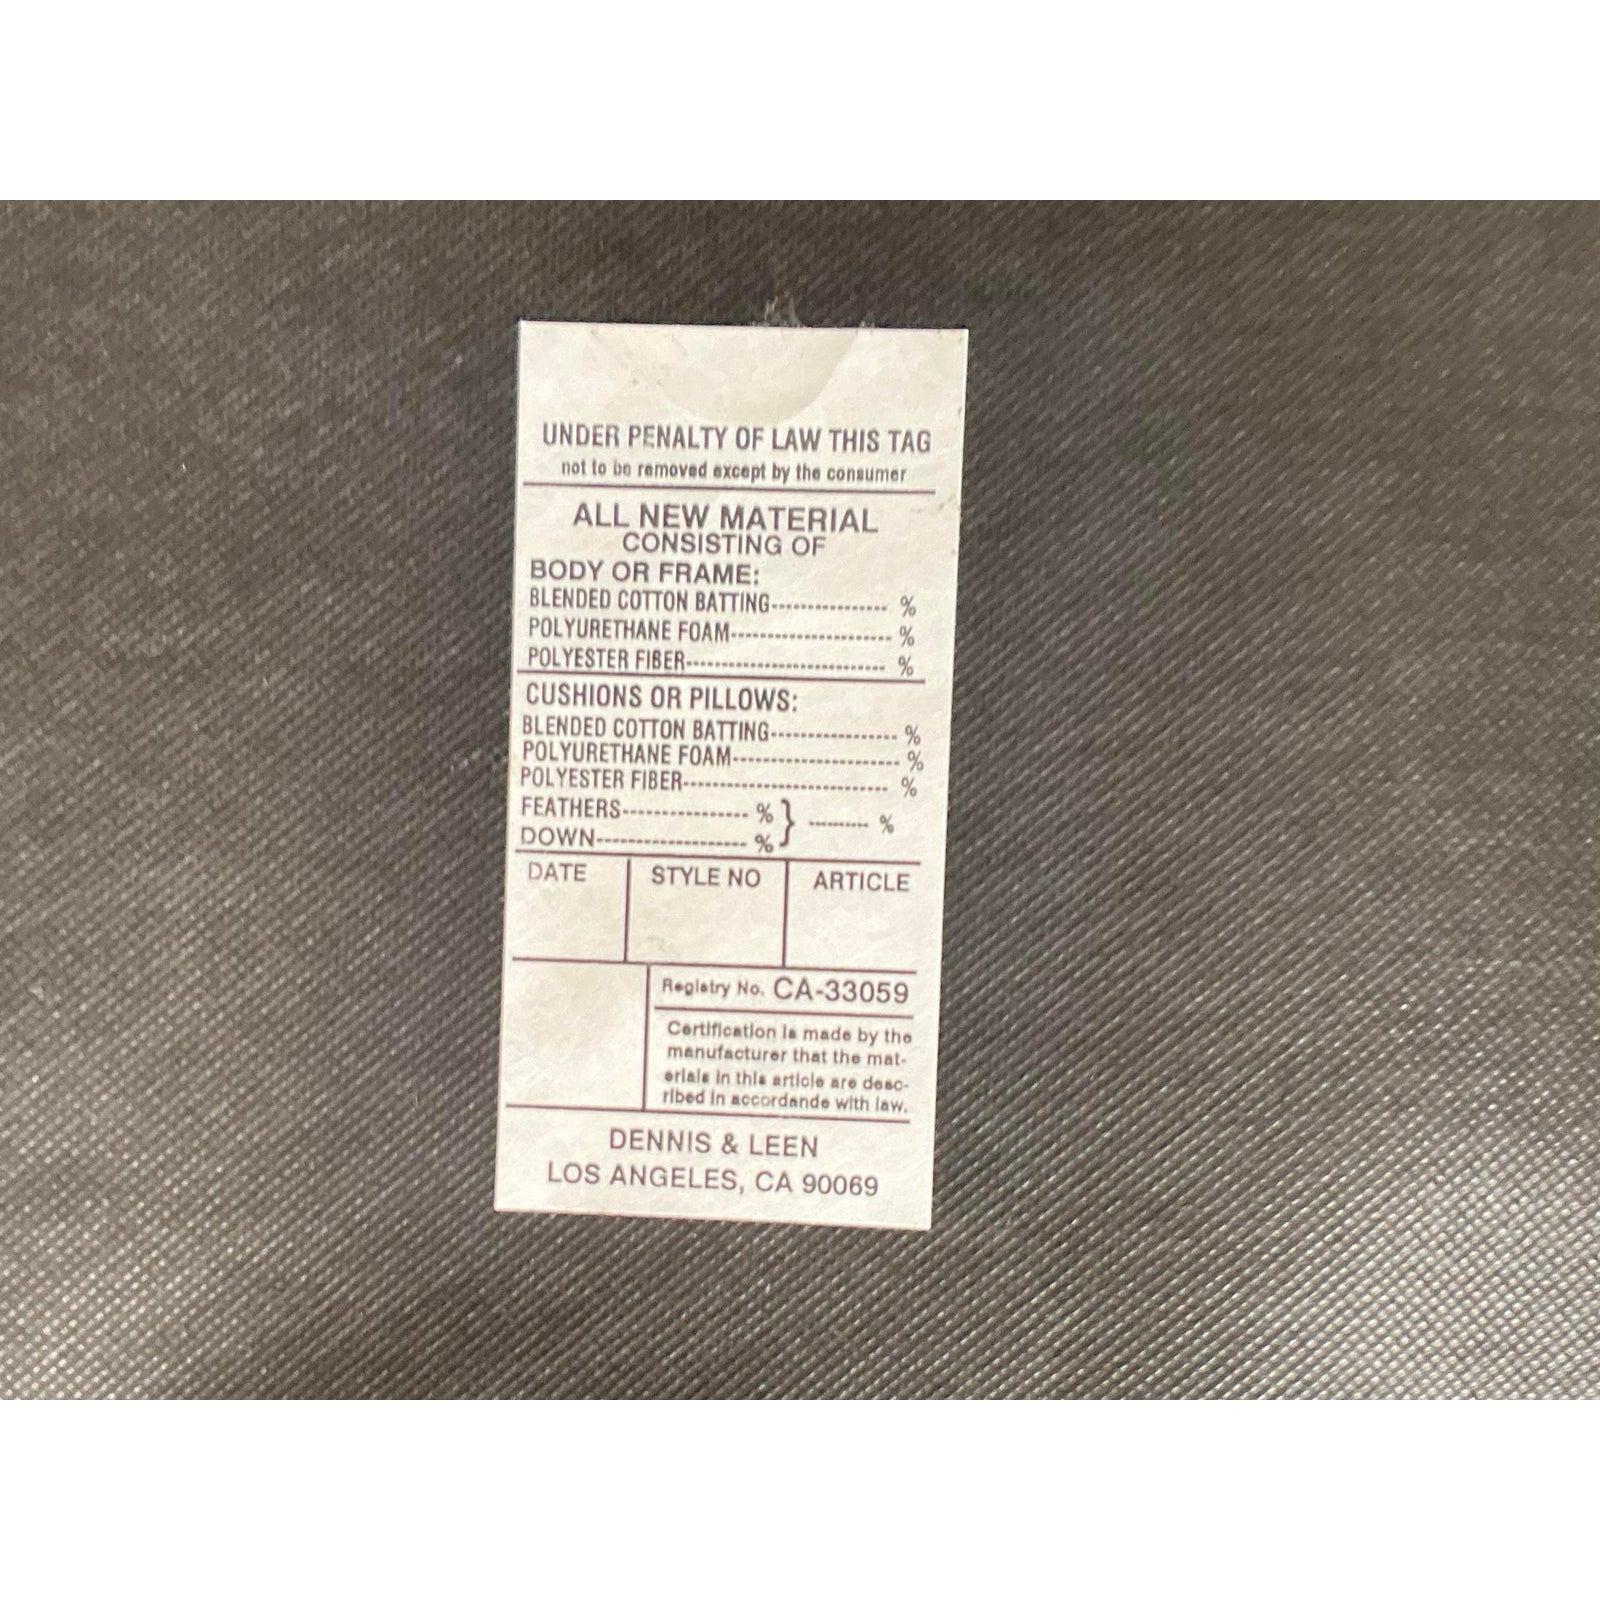 UNDER PENALTY OF LAW THIS TAG
not to be removed except by the consumer
ALL NEW MATERIAL
CONSISTING OF
BODY OR FRAME:
BLENDED COTTON BATTING---------------- %
POLYURETHANE FOAM---------------------- %
POLYESTER FIBER--------------------------- %
CUSHIONS OR PILLOWS:
BLENDED COTTON BATTING----------------- %
POLYURETHANE FOAM----------------------- %
POLYESTER FIBER---------------------------- %
FEATHERS----------------- % } --------- %
DOWN--------------------- %
DATE STYLE NO ARTICLE
Registry No. CA-33059
Certification is made by the
manufacturer that the mat-
erials in this article are desc-
ribed in accordande with law.
DENNIS & LEEN
LOS ANGELES, CA 90069